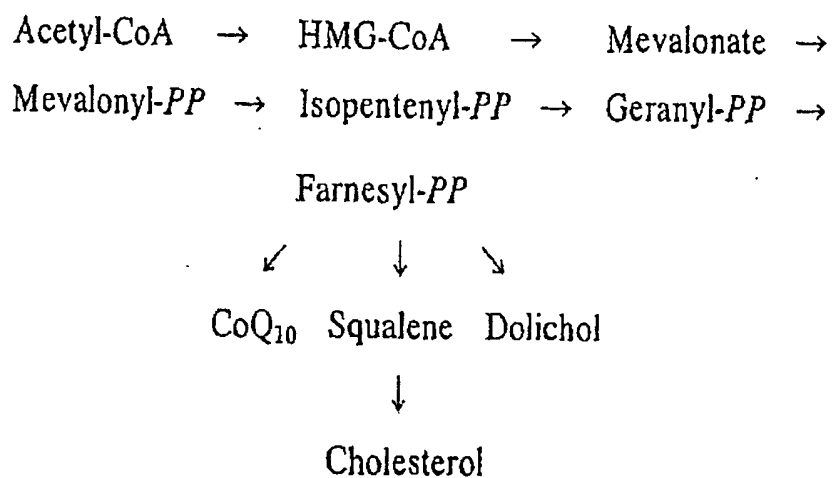 Acetyl-CoA → HMG-CoA → Mevalonate →
Mevalonyl-PP → Isopentenyl-PP → Geranyl-PP →
Farnesyl-PP
↙ ↓ ↘
CoQ₁₀ Squalene Dolichol
↓
Cholesterol